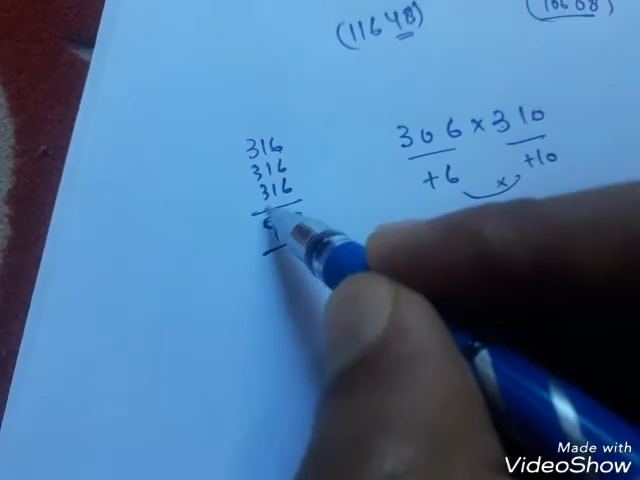 (11648)
(10608)
306 x 310
+6 x +10
316
316
316
Made with
VideoShow